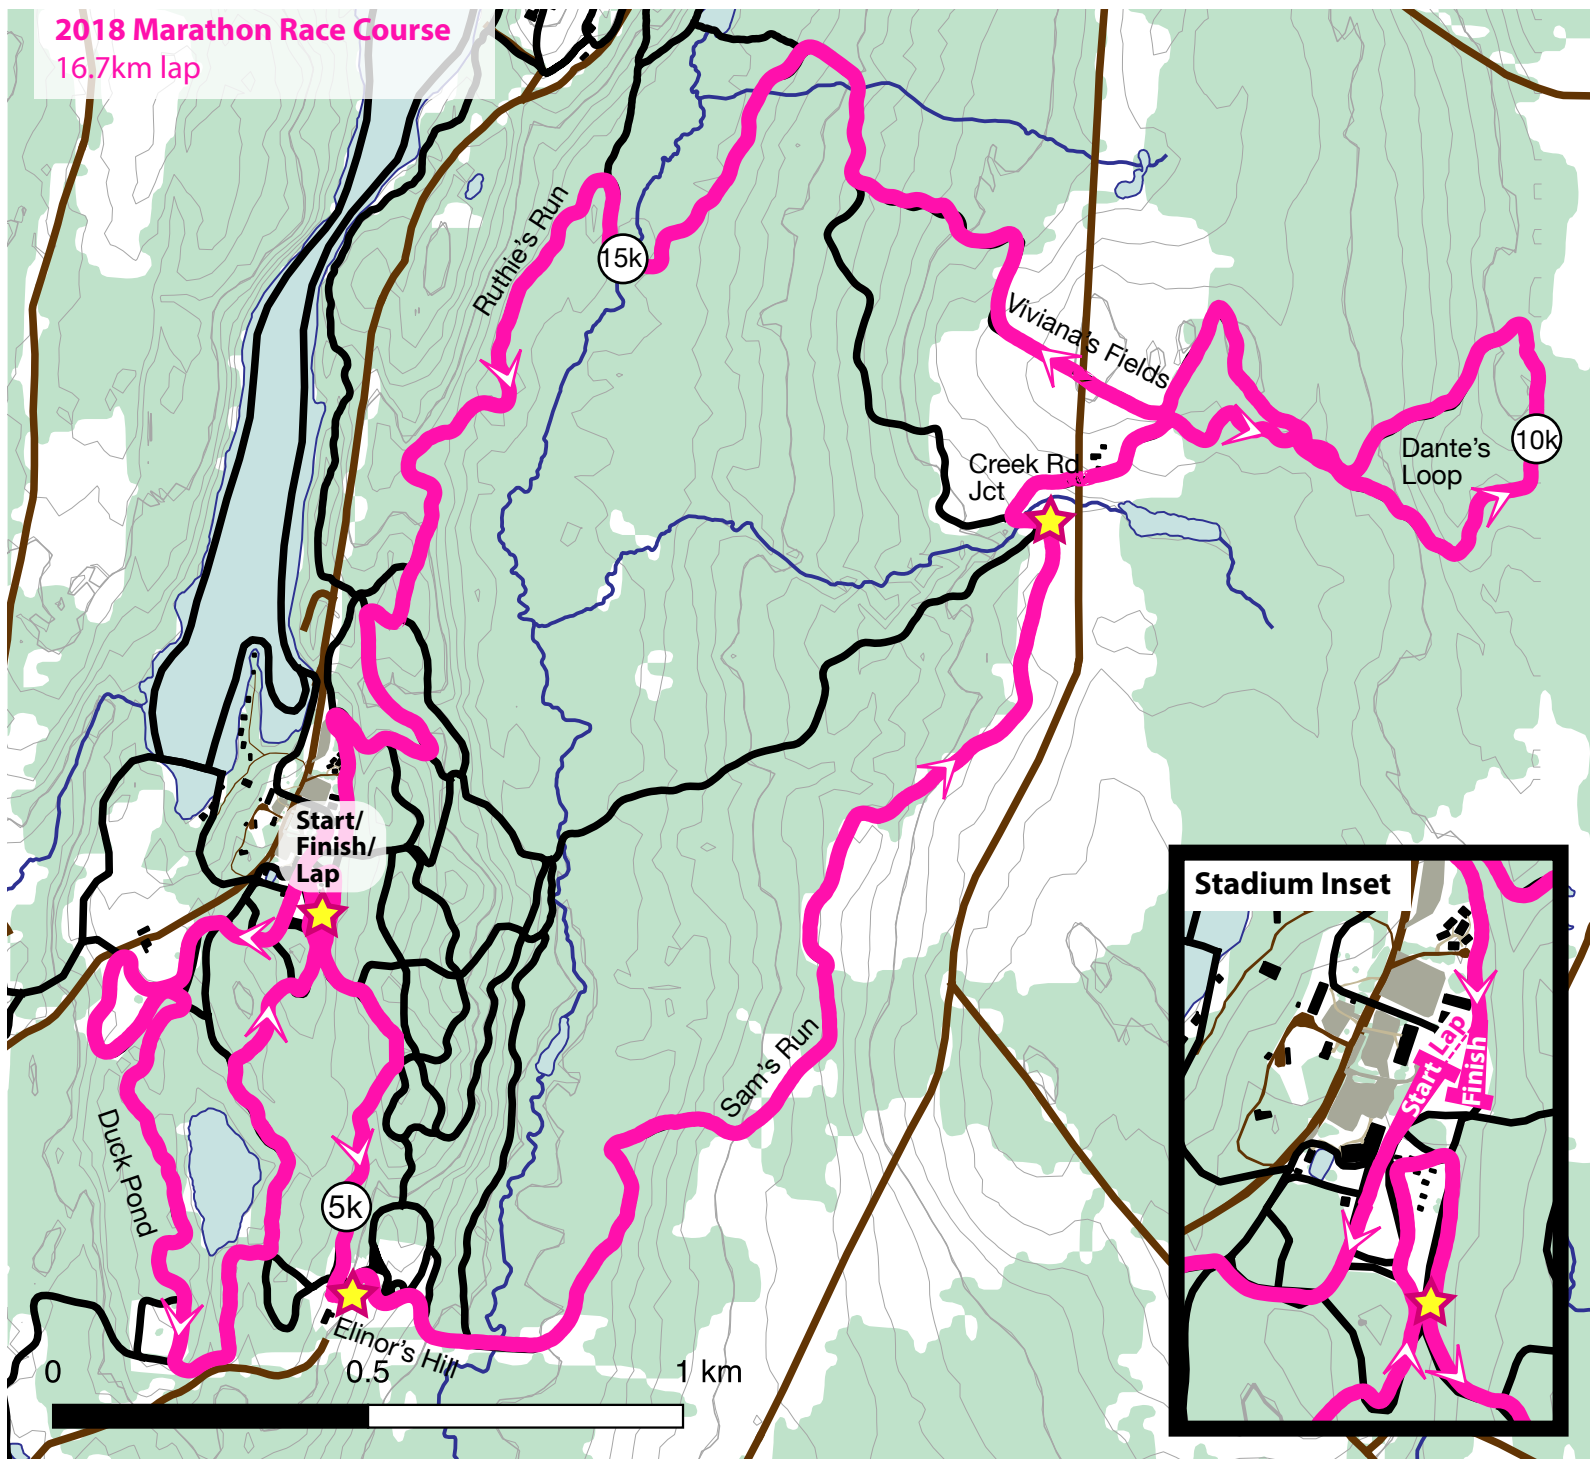 2018 Marathon Race Course
16.7km lap
Ruthie's Run
15k
Viviana's Fields
Creek Rd
Jct
Dante's
Loop
10k
Start/
Finish/
Lap
Duck Pond
Sam's Run
5k
Elinor's Hill
0
0.5
1 km
Stadium Inset
Start
Lap
Finish